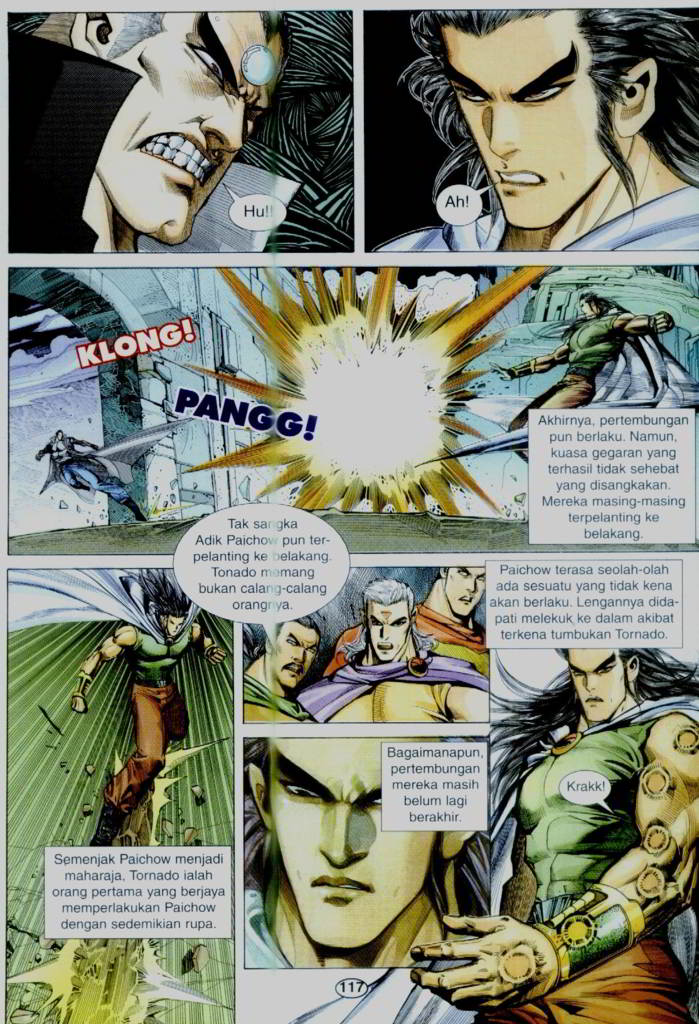 Hu!!
Ah!
KLONG!
PANGG!
Akhirnya, pertembungan
pun berlaku. Namun,
kuasa gegaran yang
terhasil tidak sehebat
yang disangkakan.
Mereka masing-masing
terpelanting ke
belakang.
Tak sangka
Adik Paichow pun ter-
pelanting ke belakang.
Tonado memang
bukan calang-calang
orangnya.
Paichow terasa seolah-olah
ada sesuatu yang tidak kena
akan berlaku. Lengannya dida-
pati melekuk ke dalam akibat
terkena tumbukan Tornado.
Semenjak Paichow menjadi
maharaja, Tornado ialah
orang pertama yang berjaya
memperlakukan Paichow
dengan sedemikian rupa.
Bagaimanapun,
pertembungan
mereka masih
belum lagi
berakhir.
Krakk!
117